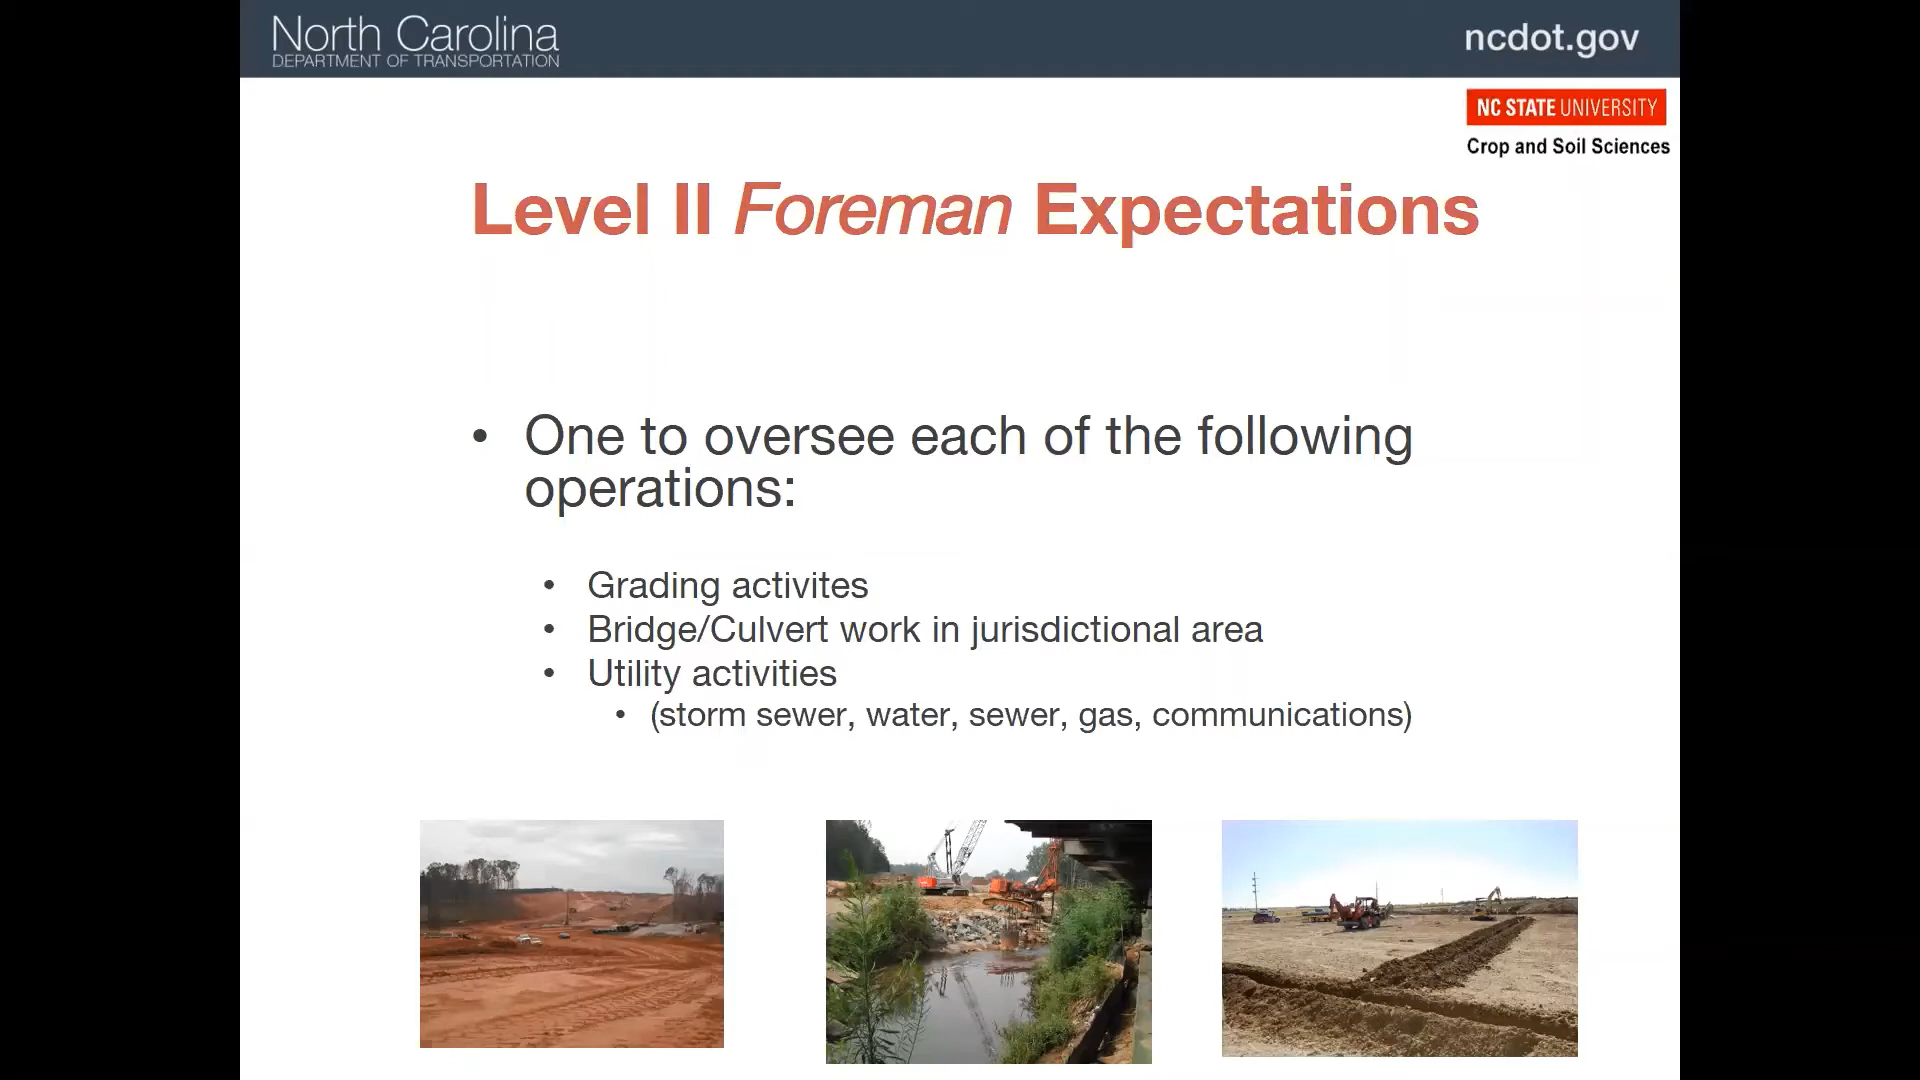 North Carolina
DEPARTMENT OF TRANSPORTATION
ncdot.gov
NC STATE UNIVERSITY
Crop and Soil Sciences
Level II Foreman Expectations
• One to oversee each of the following
operations:
• Grading activites
• Bridge/Culvert work in jurisdictional area
• Utility activities
• (storm sewer, water, sewer, gas, communications)